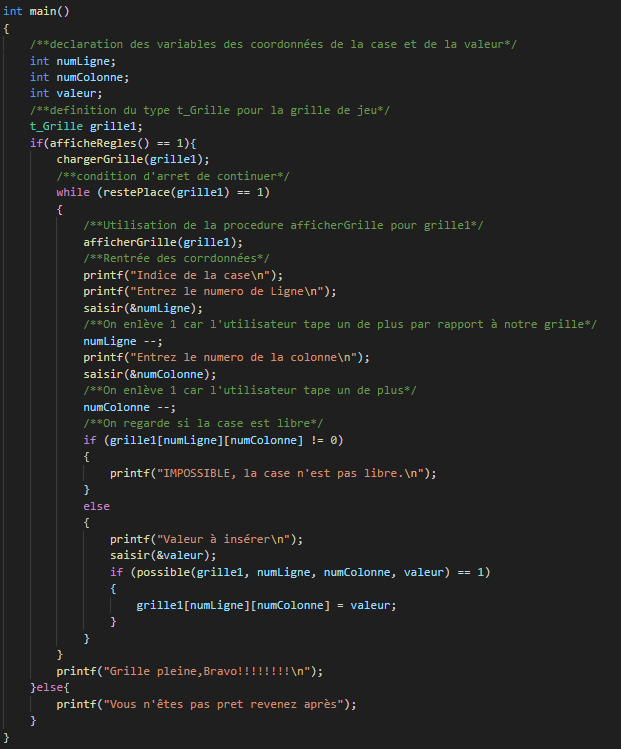 int main()
{
    /**declaration des variables des coordonnées de la case et de la valeur*/
    int numLigne;
    int numColonne;
    int valeur;
    /**definition du type t_Grille pour la grille de jeu*/
    t_Grille grille1;
    if(afficheRegles() == 1){
        chargerGrille(grille1);
        /**condition d'arret de continuer*/
        while (restePlace(grille1) == 1)
        {
            /**Utilisation de la procedure afficherGrille pour grille1*/
            afficherGrille(grille1);
            /**Rentrée des corrdonnées*/
            printf("Indice de la case\n");
            printf("Entrez le numero de Ligne\n");
            saisir(&numLigne);
            /**On enlève 1 car l'utilisateur tape un de plus par rapport à notre grille*/
            numLigne --;
            printf("Entrez le numero de la colonne\n");
            saisir(&numColonne);
            /**On enlève 1 car l'utilisateur tape un de plus*/
            numColonne --;
            /**On regarde si la case est libre*/
            if (grille1[numLigne][numColonne] != 0)
            {
                printf("IMPOSSIBLE, la case n'est pas libre.\n");
            }
            else
            {
                printf("Valeur à insérer\n");
                saisir(&valeur);
                if (possible(grille1, numLigne, numColonne, valeur) == 1)
                {
                    grille1[numLigne][numColonne] = valeur;
                }
            }
        }
        printf("Grille pleine,Bravo!!!!!!!!\n");
    }else{
        printf("Vous n'êtes pas pret revenez après");
    }
}